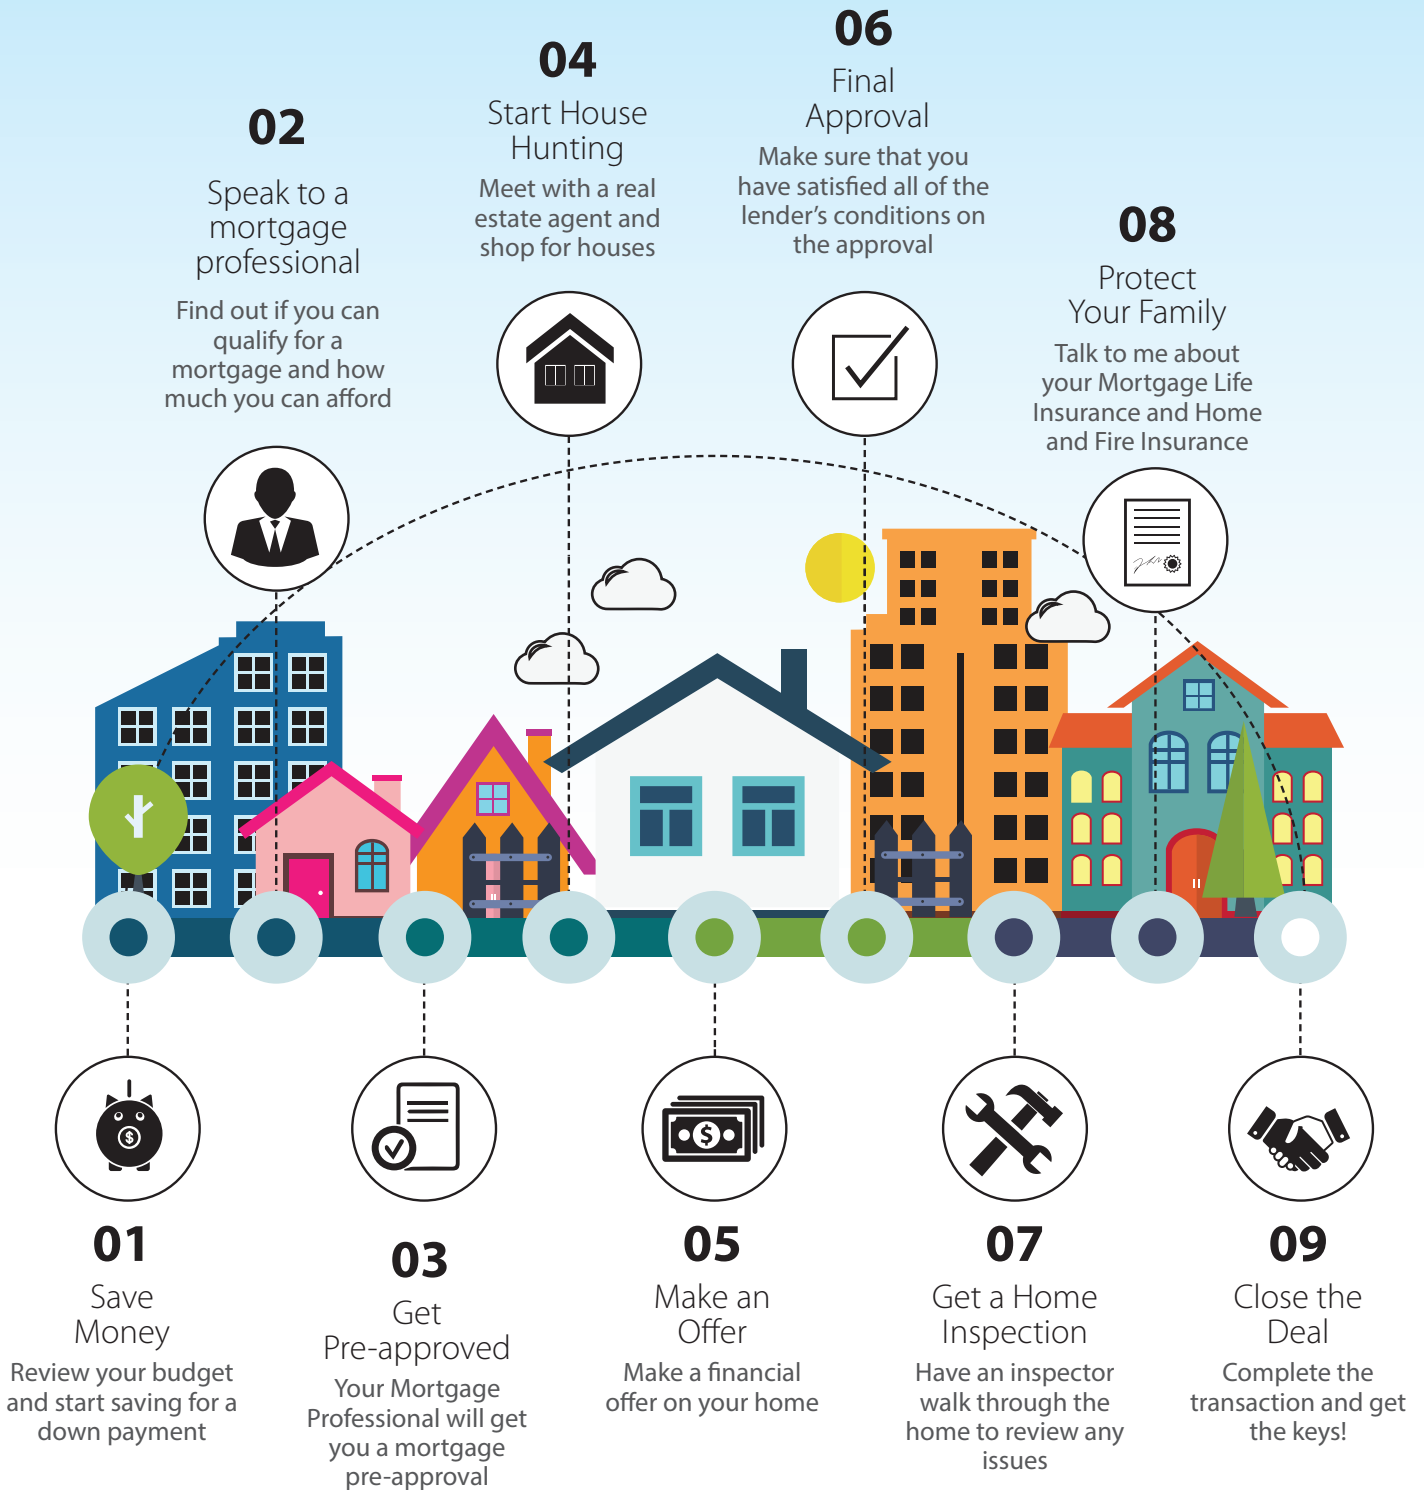 06
Final
Approval
Make sure that you
have satisfied all of the
lender’s conditions on
the approval
04
Start House
Hunting
Meet with a real
estate agent and
shop for houses
02
Speak to a
mortgage
professional
Find out if you can
qualify for a
mortgage and how
much you can afford
08
Protect
Your Family
Talk to me about
your Mortgage Life
Insurance and Home
and Fire Insurance
$
$
01
Save
Money
Review your budget
and start saving for a
down payment
03
Get
Pre-approved
Your Mortgage
Professional will get
you a mortgage
pre-approval
05
Make an
Offer
Make a financial
offer on your home
07
Get a Home
Inspection
Have an inspector
walk through the
home to review any
issues
09
Close the
Deal
Complete the
transaction and get
the keys!